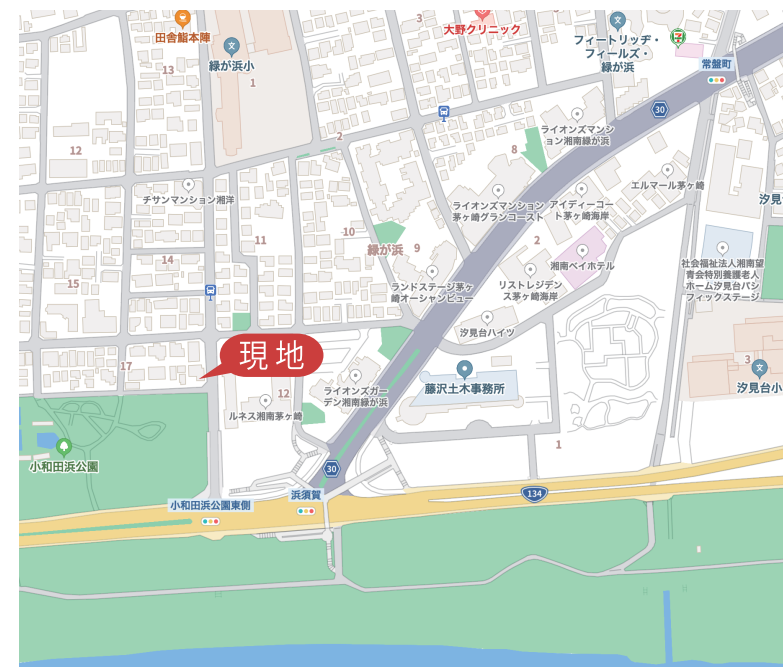 3
田舎鮨本陣
大野クリニック
フィートリッヂ・
フィールズ・
緑が浜
常盤町
緑が浜小
13
1
30
2
ライオンズマンシ
ョン湘南緑が浜
8
12
チサンマンション湘洋
エルマール茅ヶ崎
汐見
ライオンズマンション
茅ヶ崎グランコースト
アイディーコー
ト茅ヶ崎海岸
10
11
緑が浜
9
2
14
湘南ベイホテル
社会福祉法人湘南望
青会特別養護老人
ホーム汐見台パシ
フィックステージ
15
ランドステージ茅ヶ
崎オーシャンビュー
リストレジデン
ス茅ヶ崎海岸
汐見台ハイツ
現地
17
3
12
ライオンズガー
デン湘南緑が浜
藤沢土木事務所
汐見台小
ルネス湘南茅ヶ崎
1
小和田浜公園
30
134
浜須賀
小和田浜公園東側